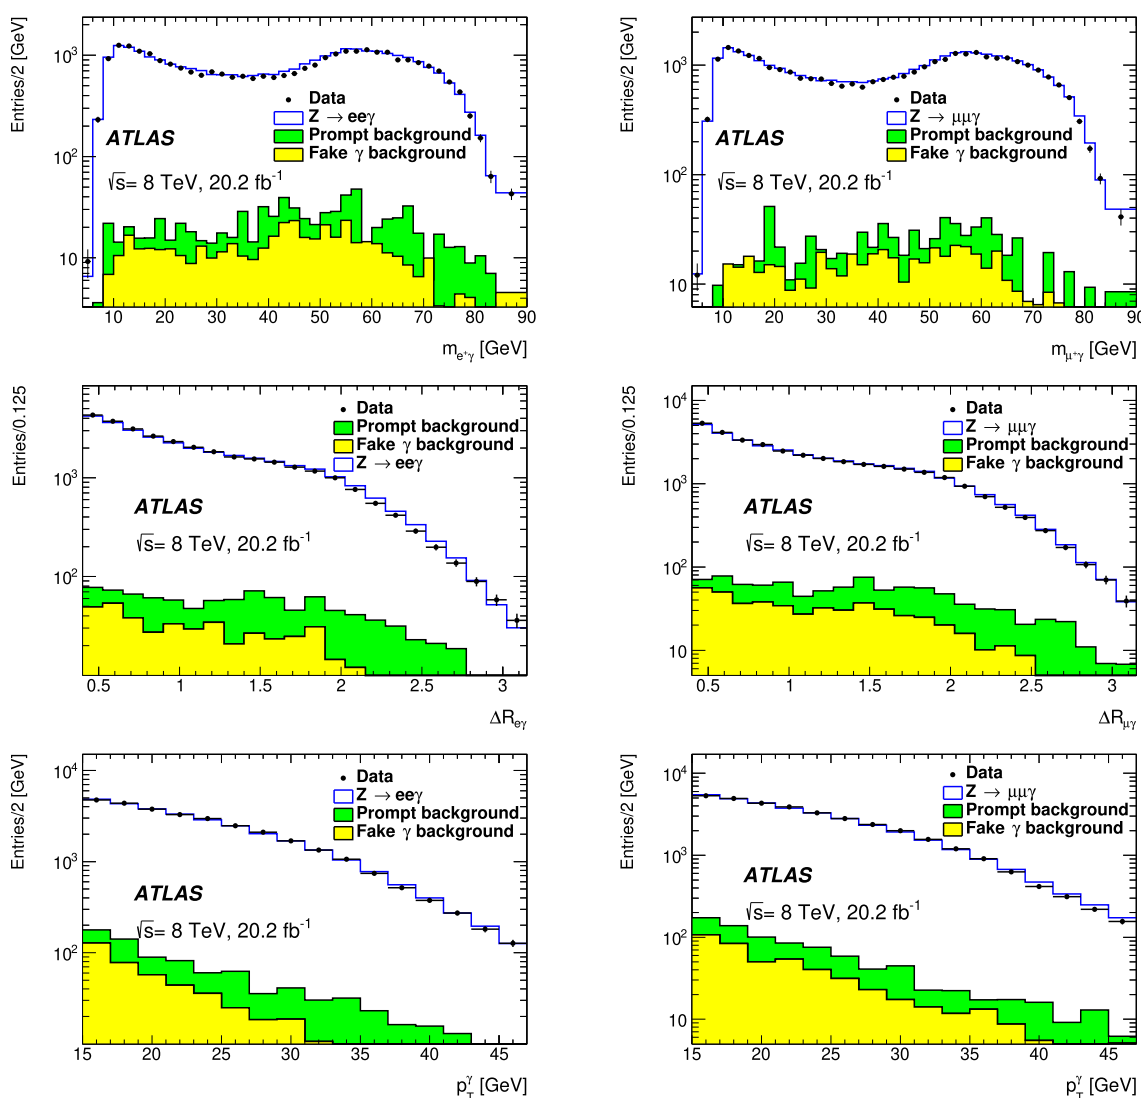 Entries/2 [GeV]
10³
10²
10
Data
Z → eeγ
Prompt background
Fake γ background
ATLAS
√s= 8 TeV, 20.2 fb⁻¹
10 20 30 40 50 60 70 80 90
m_e⁺γ [GeV]
Entries/2 [GeV]
10³
10²
10
Data
Z → μμγ
Prompt background
Fake γ background
ATLAS
√s= 8 TeV, 20.2 fb⁻¹
10 20 30 40 50 60 70 80 90
m_μ⁺γ [GeV]
Entries/0.125
10³
10²
Data
Prompt background
Fake γ background
Z → eeγ
ATLAS
√s= 8 TeV, 20.2 fb⁻¹
0.5 1 1.5 2 2.5 3
ΔR_eγ
Entries/0.125
10⁴
10³
10²
10
Data
Z → μμγ
Prompt background
Fake γ background
ATLAS
√s= 8 TeV, 20.2 fb⁻¹
0.5 1 1.5 2 2.5 3
ΔR_μγ
Entries/2 [GeV]
10⁴
10³
10²
Data
Z → eeγ
Prompt background
Fake γ background
ATLAS
√s= 8 TeV, 20.2 fb⁻¹
15 20 25 30 35 40 45
p_T^γ [GeV]
Entries/2 [GeV]
10⁴
10³
10²
10
Data
Z → μμγ
Prompt background
Fake γ background
ATLAS
√s= 8 TeV, 20.2 fb⁻¹
15 20 25 30 35 40 45
p_T^γ [GeV]